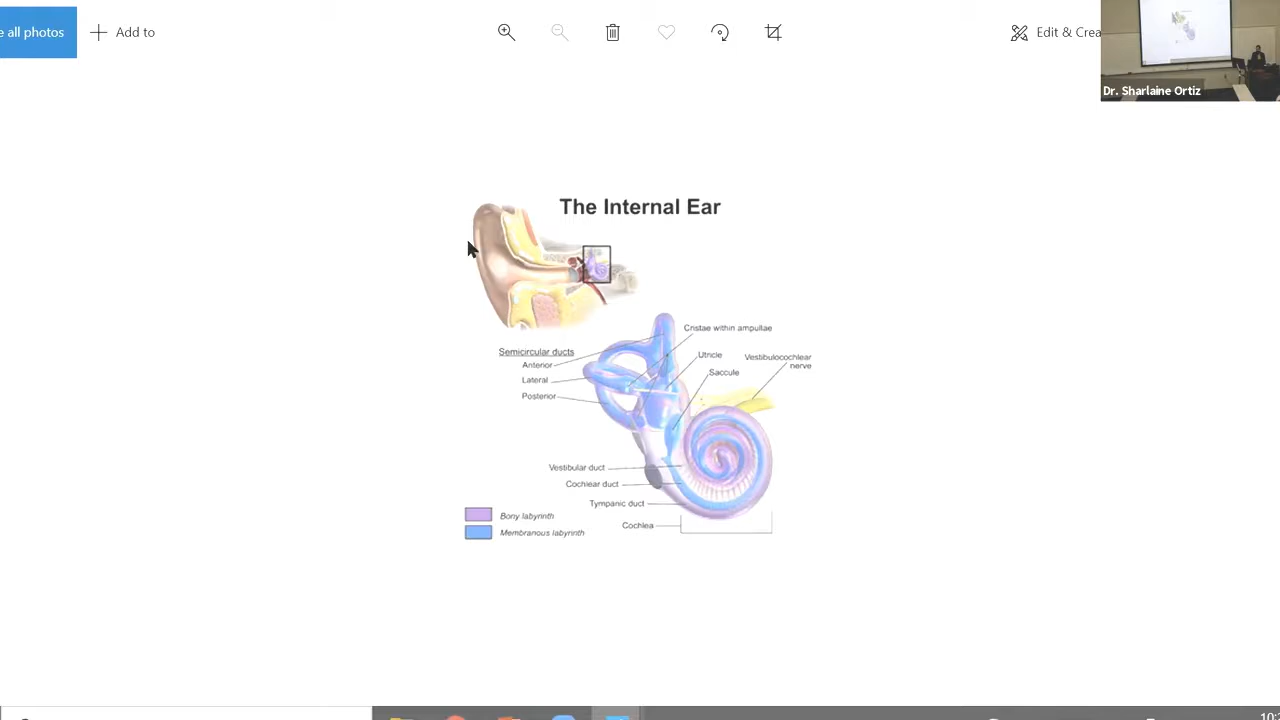 e all photos
Add to
Edit & Crea
Dr. Sharlaine Ortiz
The Internal Ear
Cristae within ampullae
Semicircular ducts
Anterior
Utricle
Vestibulocochlear
nerve
Lateral
Saccule
Posterior
Vestibular duct
Cochlear duct
Tympanic duct
Bony labyrinth
Cochlea
Membranous labyrinth